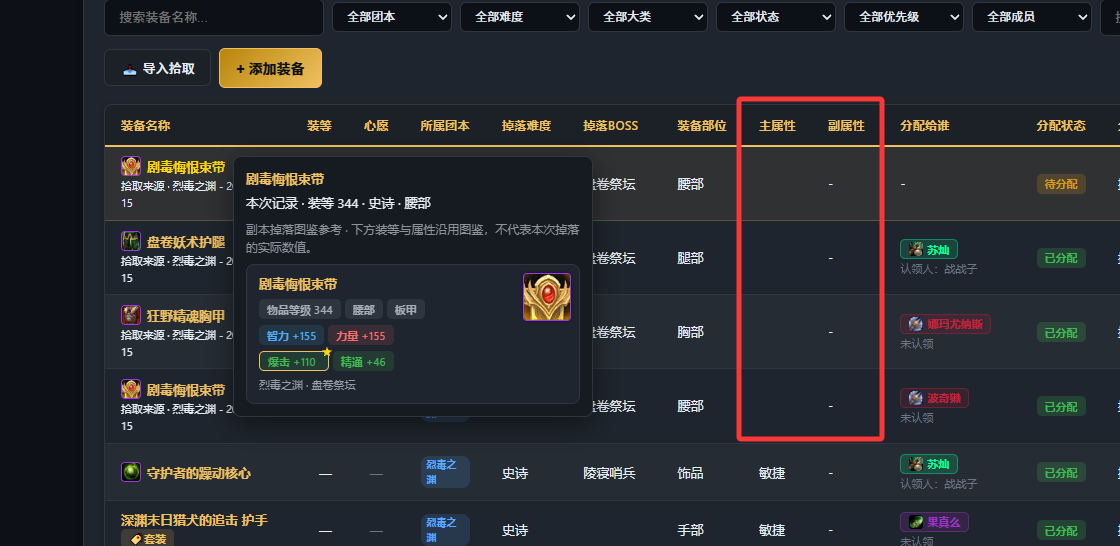 搜索装备名称...
全部团本
全部难度
全部大类
全部状态
全部优先级
全部成员
导入拾取
+ 添加装备
装备名称 装等 心愿 所属团本 掉落难度 掉落BOSS 装备部位 主属性 副属性 分配给谁 分配状态
剧毒悔恨束带
拾取来源 · 烈毒之渊 - 2
15
卷祭坛 腰部 - - 待分配
剧毒悔恨束带
本次记录 · 装等 344 · 史诗 · 腰部
副本掉落图鉴参考 · 下方装等与属性沿用图鉴，不代表本次掉落
的实际数值。
剧毒悔恨束带
物品等级 344 腰部 板甲
智力 +155 力量 +155
爆击 +110 精通 +46
烈毒之渊 · 盘卷祭坛
盘卷妖术护腿
拾取来源 · 烈毒之渊 - 2
15
卷祭坛 腿部 - 苏灿 已分配
认领人：战战子
狂野精魂胸甲
拾取来源 · 烈毒之渊 - 2
15
卷祭坛 胸部 - 娜玛尤纳斯 已分配
未认领
剧毒悔恨束带
拾取来源 · 烈毒之渊 - 2
15
卷祭坛 腰部 - 波奇獭 已分配
未认领
守护者的躁动核心 — — 烈毒之
渊 史诗 陵寝哨兵 饰品 敏捷 - 苏灿 已分配
认领人：战战子
深渊末日猎犬的追击 护手
套装
— — 烈毒之
渊 史诗 手部 敏捷 - 果真么 已分配
未认领